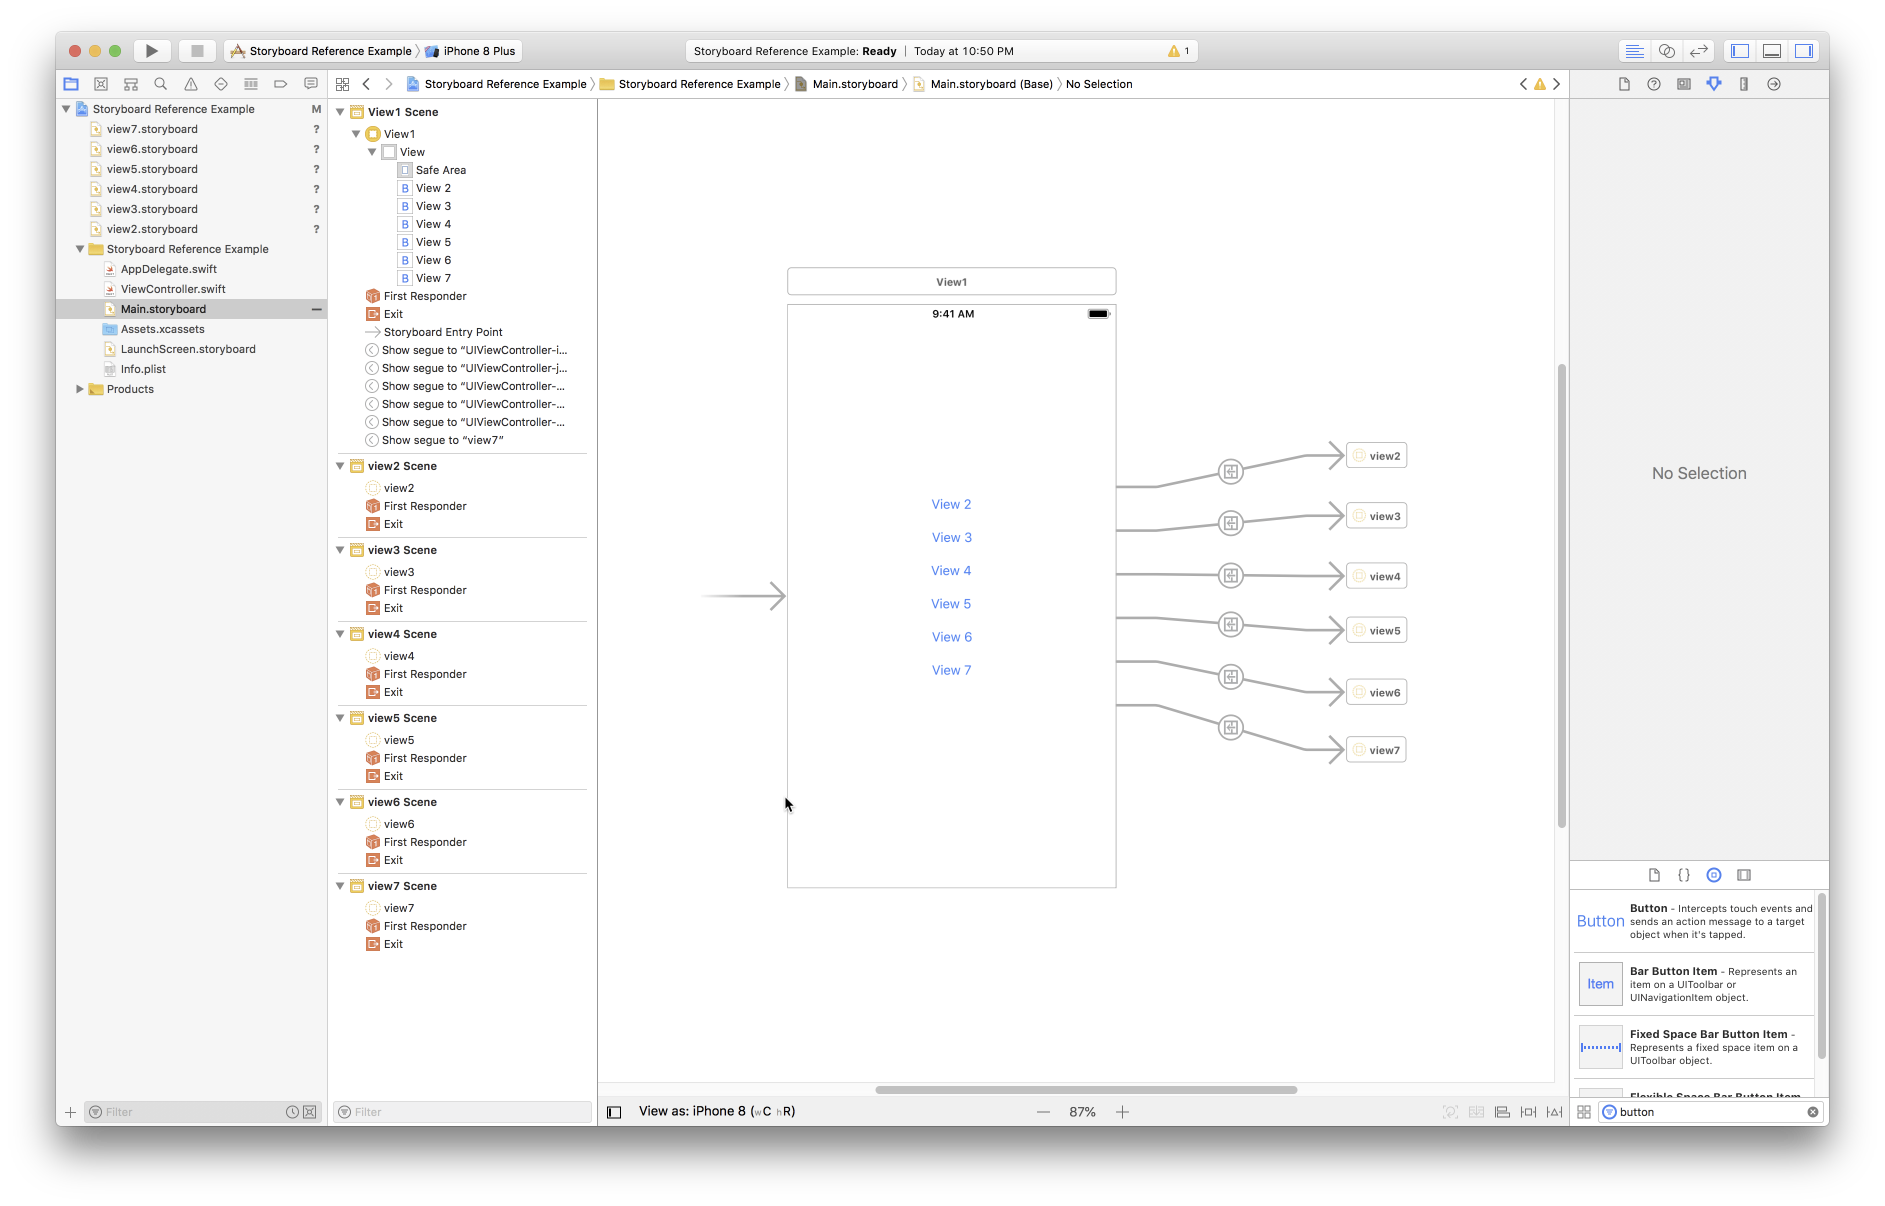 Storyboard Reference Example
iPhone 8 Plus
Storyboard Reference Example: Ready | Today at 10:50 PM
1
Storyboard Reference Example
Storyboard Reference Example
Main.storyboard
Main.storyboard (Base)
No Selection
Storyboard Reference Example M
view7.storyboard ?
view6.storyboard ?
view5.storyboard ?
view4.storyboard ?
view3.storyboard ?
view2.storyboard ?
Storyboard Reference Example
AppDelegate.swift
ViewController.swift
Main.storyboard
Assets.xcassets
LaunchScreen.storyboard
Info.plist
Products
Filter
View1 Scene
View1
View
Safe Area
B View 2
B View 3
B View 4
B View 5
B View 6
B View 7
First Responder
Exit
Storyboard Entry Point
Show segue to “UIViewController-i...
Show segue to “UIViewController-j...
Show segue to “UIViewController-...
Show segue to “UIViewController-...
Show segue to “UIViewController-...
Show segue to “view7”
view2 Scene
view2
First Responder
Exit
view3 Scene
view3
First Responder
Exit
view4 Scene
view4
First Responder
Exit
view5 Scene
view5
First Responder
Exit
view6 Scene
view6
First Responder
Exit
view7 Scene
view7
First Responder
Exit
Filter
View1
9:41 AM
View 2
View 3
View 4
View 5
View 6
View 7
view2
view3
view4
view5
view6
view7
View as: iPhone 8 (wC hR)
87%
No Selection
{}
Button
Button - Intercepts touch events and
sends an action message to a target
object when it's tapped.
Item
Bar Button Item - Represents an
item on a UIToolbar or
UINavigationItem object.
Fixed Space Bar Button Item -
Represents a fixed space item on a
UIToolbar object.
Flexible Space Bar Button Item
button